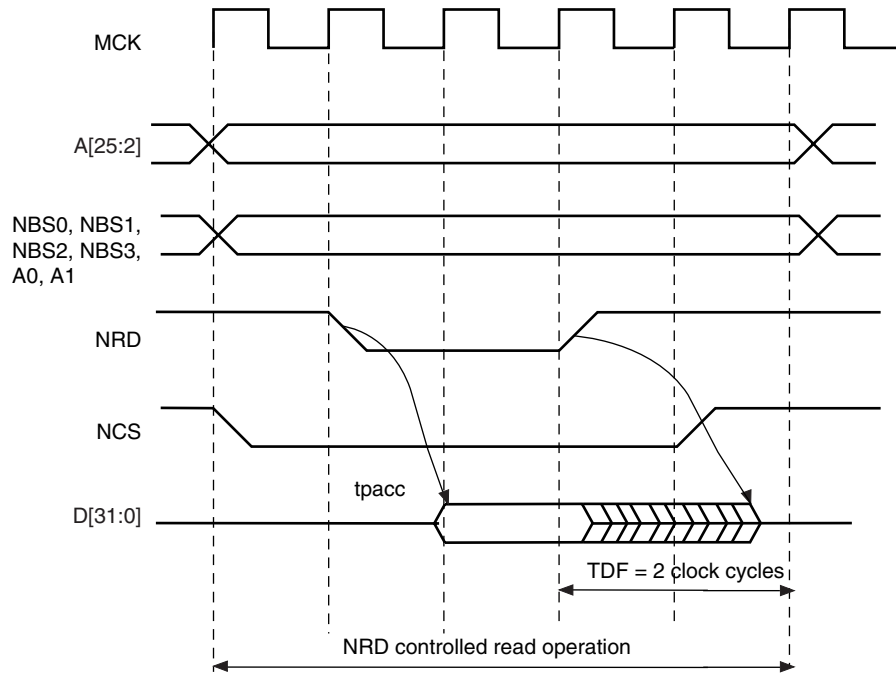 MCK
A[25:2]
NBS0, NBS1,
NBS2, NBS3,
A0, A1
NRD
NCS
tpacc
D[31:0]
TDF = 2 clock cycles
NRD controlled read operation